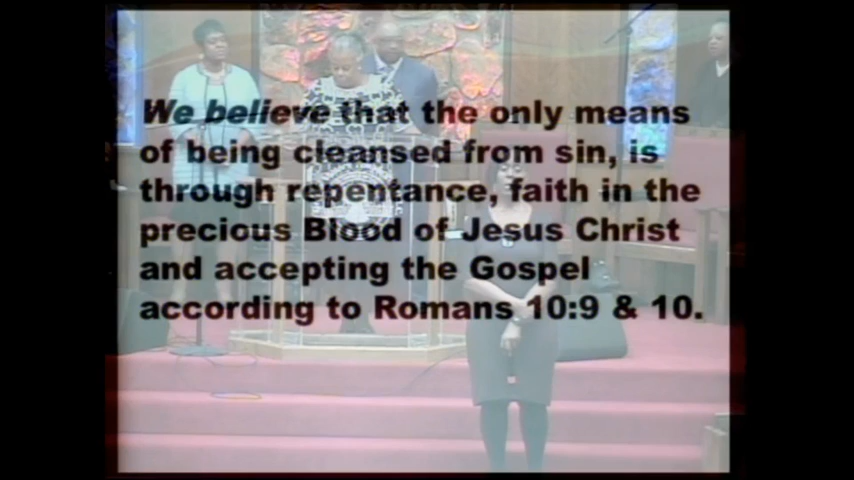 We believe that the only means
of being cleansed from sin, is
through repentance, faith in the
precious Blood of Jesus Christ
and accepting the Gospel
according to Romans 10:9 & 10.